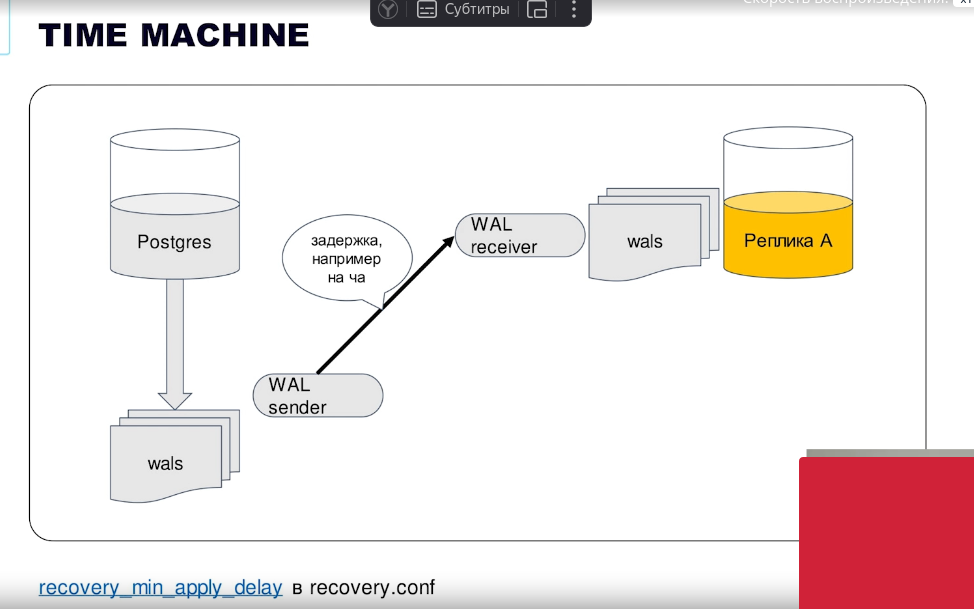 Субтитры
Скорость воспроизведения:
TIME MACHINE
Postgres
задержка,
например
на ча
WAL
receiver
wals
Реплика А
WAL
sender
wals
recovery_min_apply_delay в recovery.conf